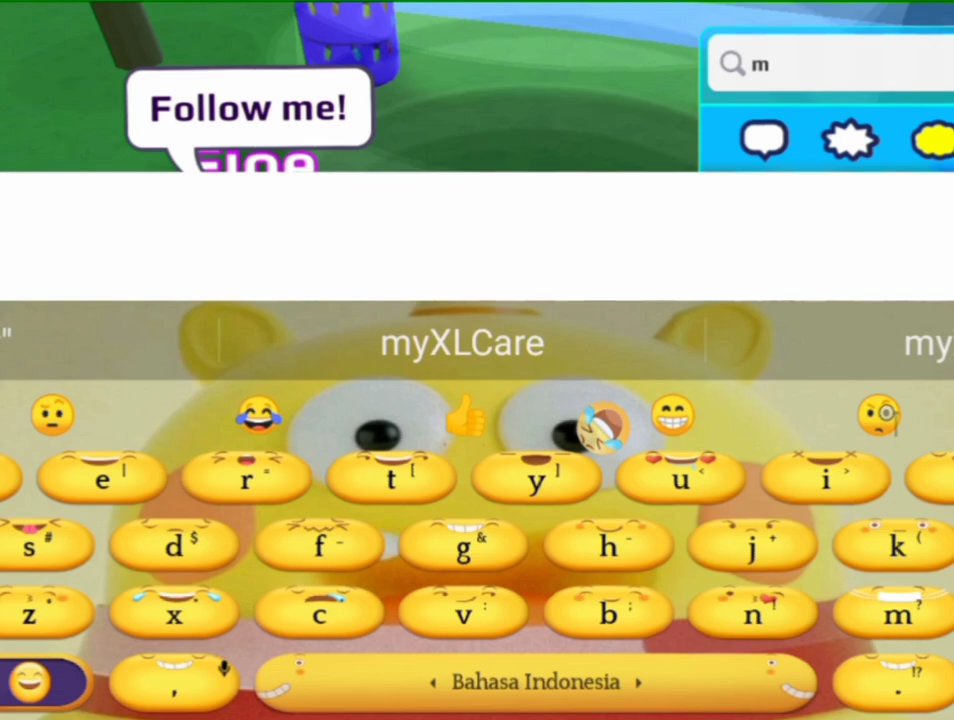 Follow me!
m
"
myXLCare
my
e | r = t [ y ] u < i >
s # d $ f - g & h - j + k (
z x c v : b ; n ! m ?
, ‹ Bahasa Indonesia › . !?